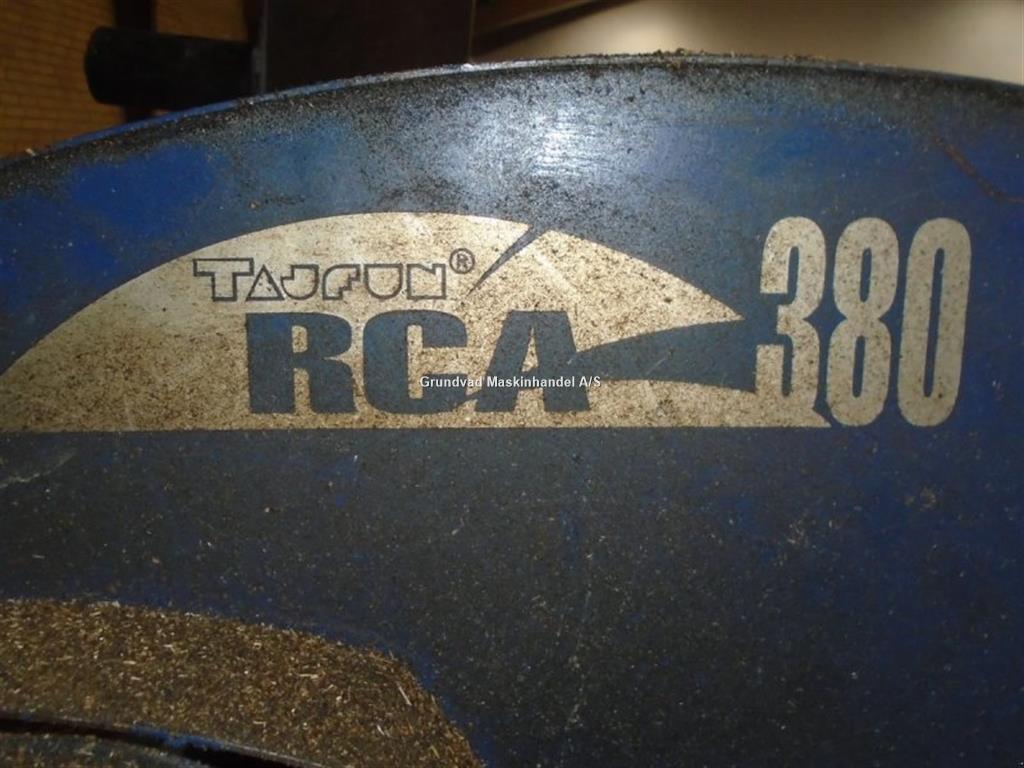 TAJFUN®
RCA 380
Grundvad Maskinhandel A/S